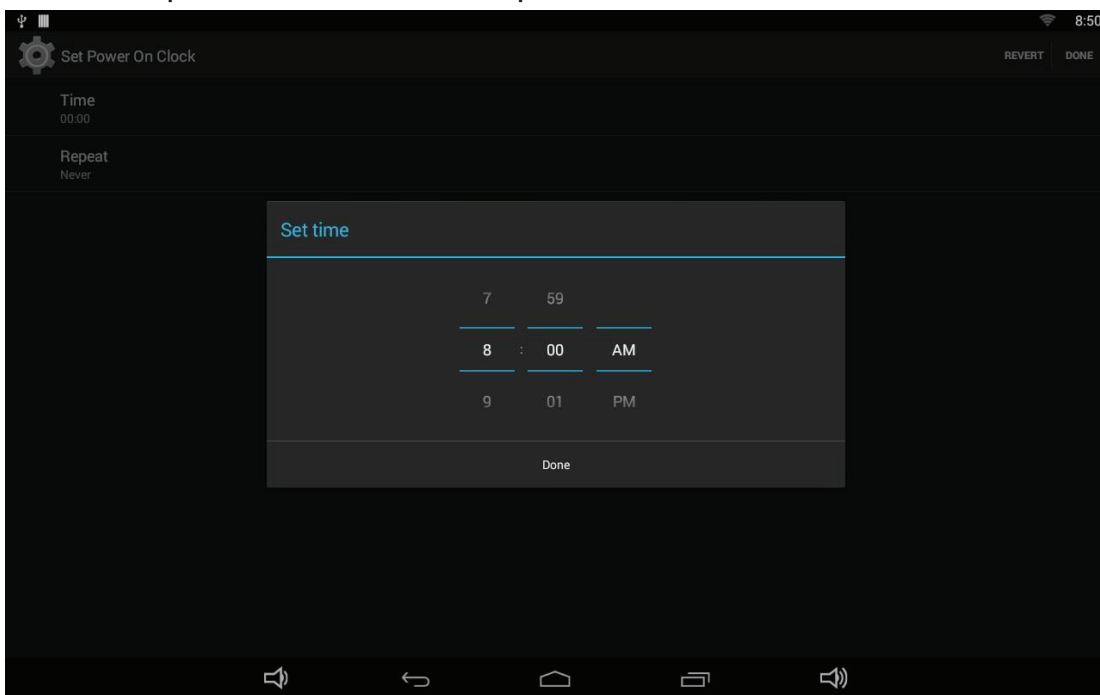 8:50
Set Power On Clock REVERT DONE
Time
00:00
Repeat
Never
Set time
7 59
8 : 00 AM
9 01 PM
Done